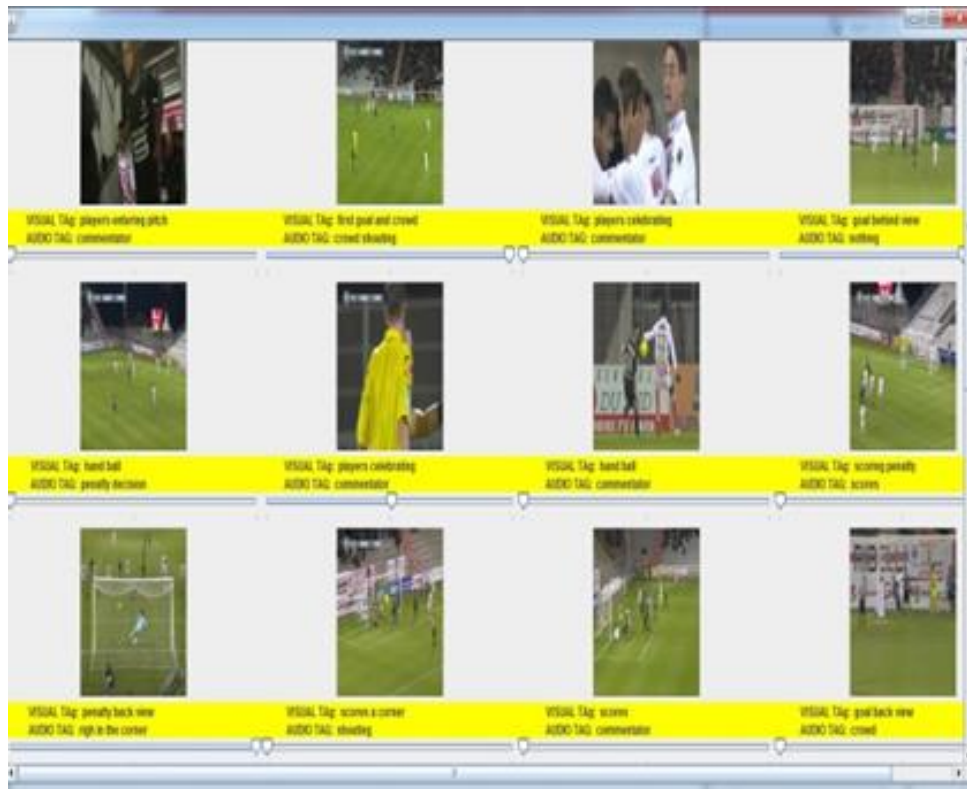 VISUAL TAg: players entering pitch
AUDIO TAG: commentator
VISUAL TAg: first goal and crowd
AUDIO TAG: crowd shouting
VISUAL TAg: players celebrating
AUDIO TAG: commentator
VISUAL TAg: goal behind view
AUDIO TAG: nothing
VISUAL TAg: hand ball
AUDIO TAG: penalty decision
VISUAL TAg: players celebrating
AUDIO TAG: commentator
VISUAL TAg: hand ball
AUDIO TAG: commentator
VISUAL TAg: scoring penalty
AUDIO TAG: scores
VISUAL TAg: penalty back view
AUDIO TAG: righ in the corner
VISUAL TAg: scores a corner
AUDIO TAG: shouting
VISUAL TAg: scores
AUDIO TAG: commentator
VISUAL TAg: goal back view
AUDIO TAG: crowd